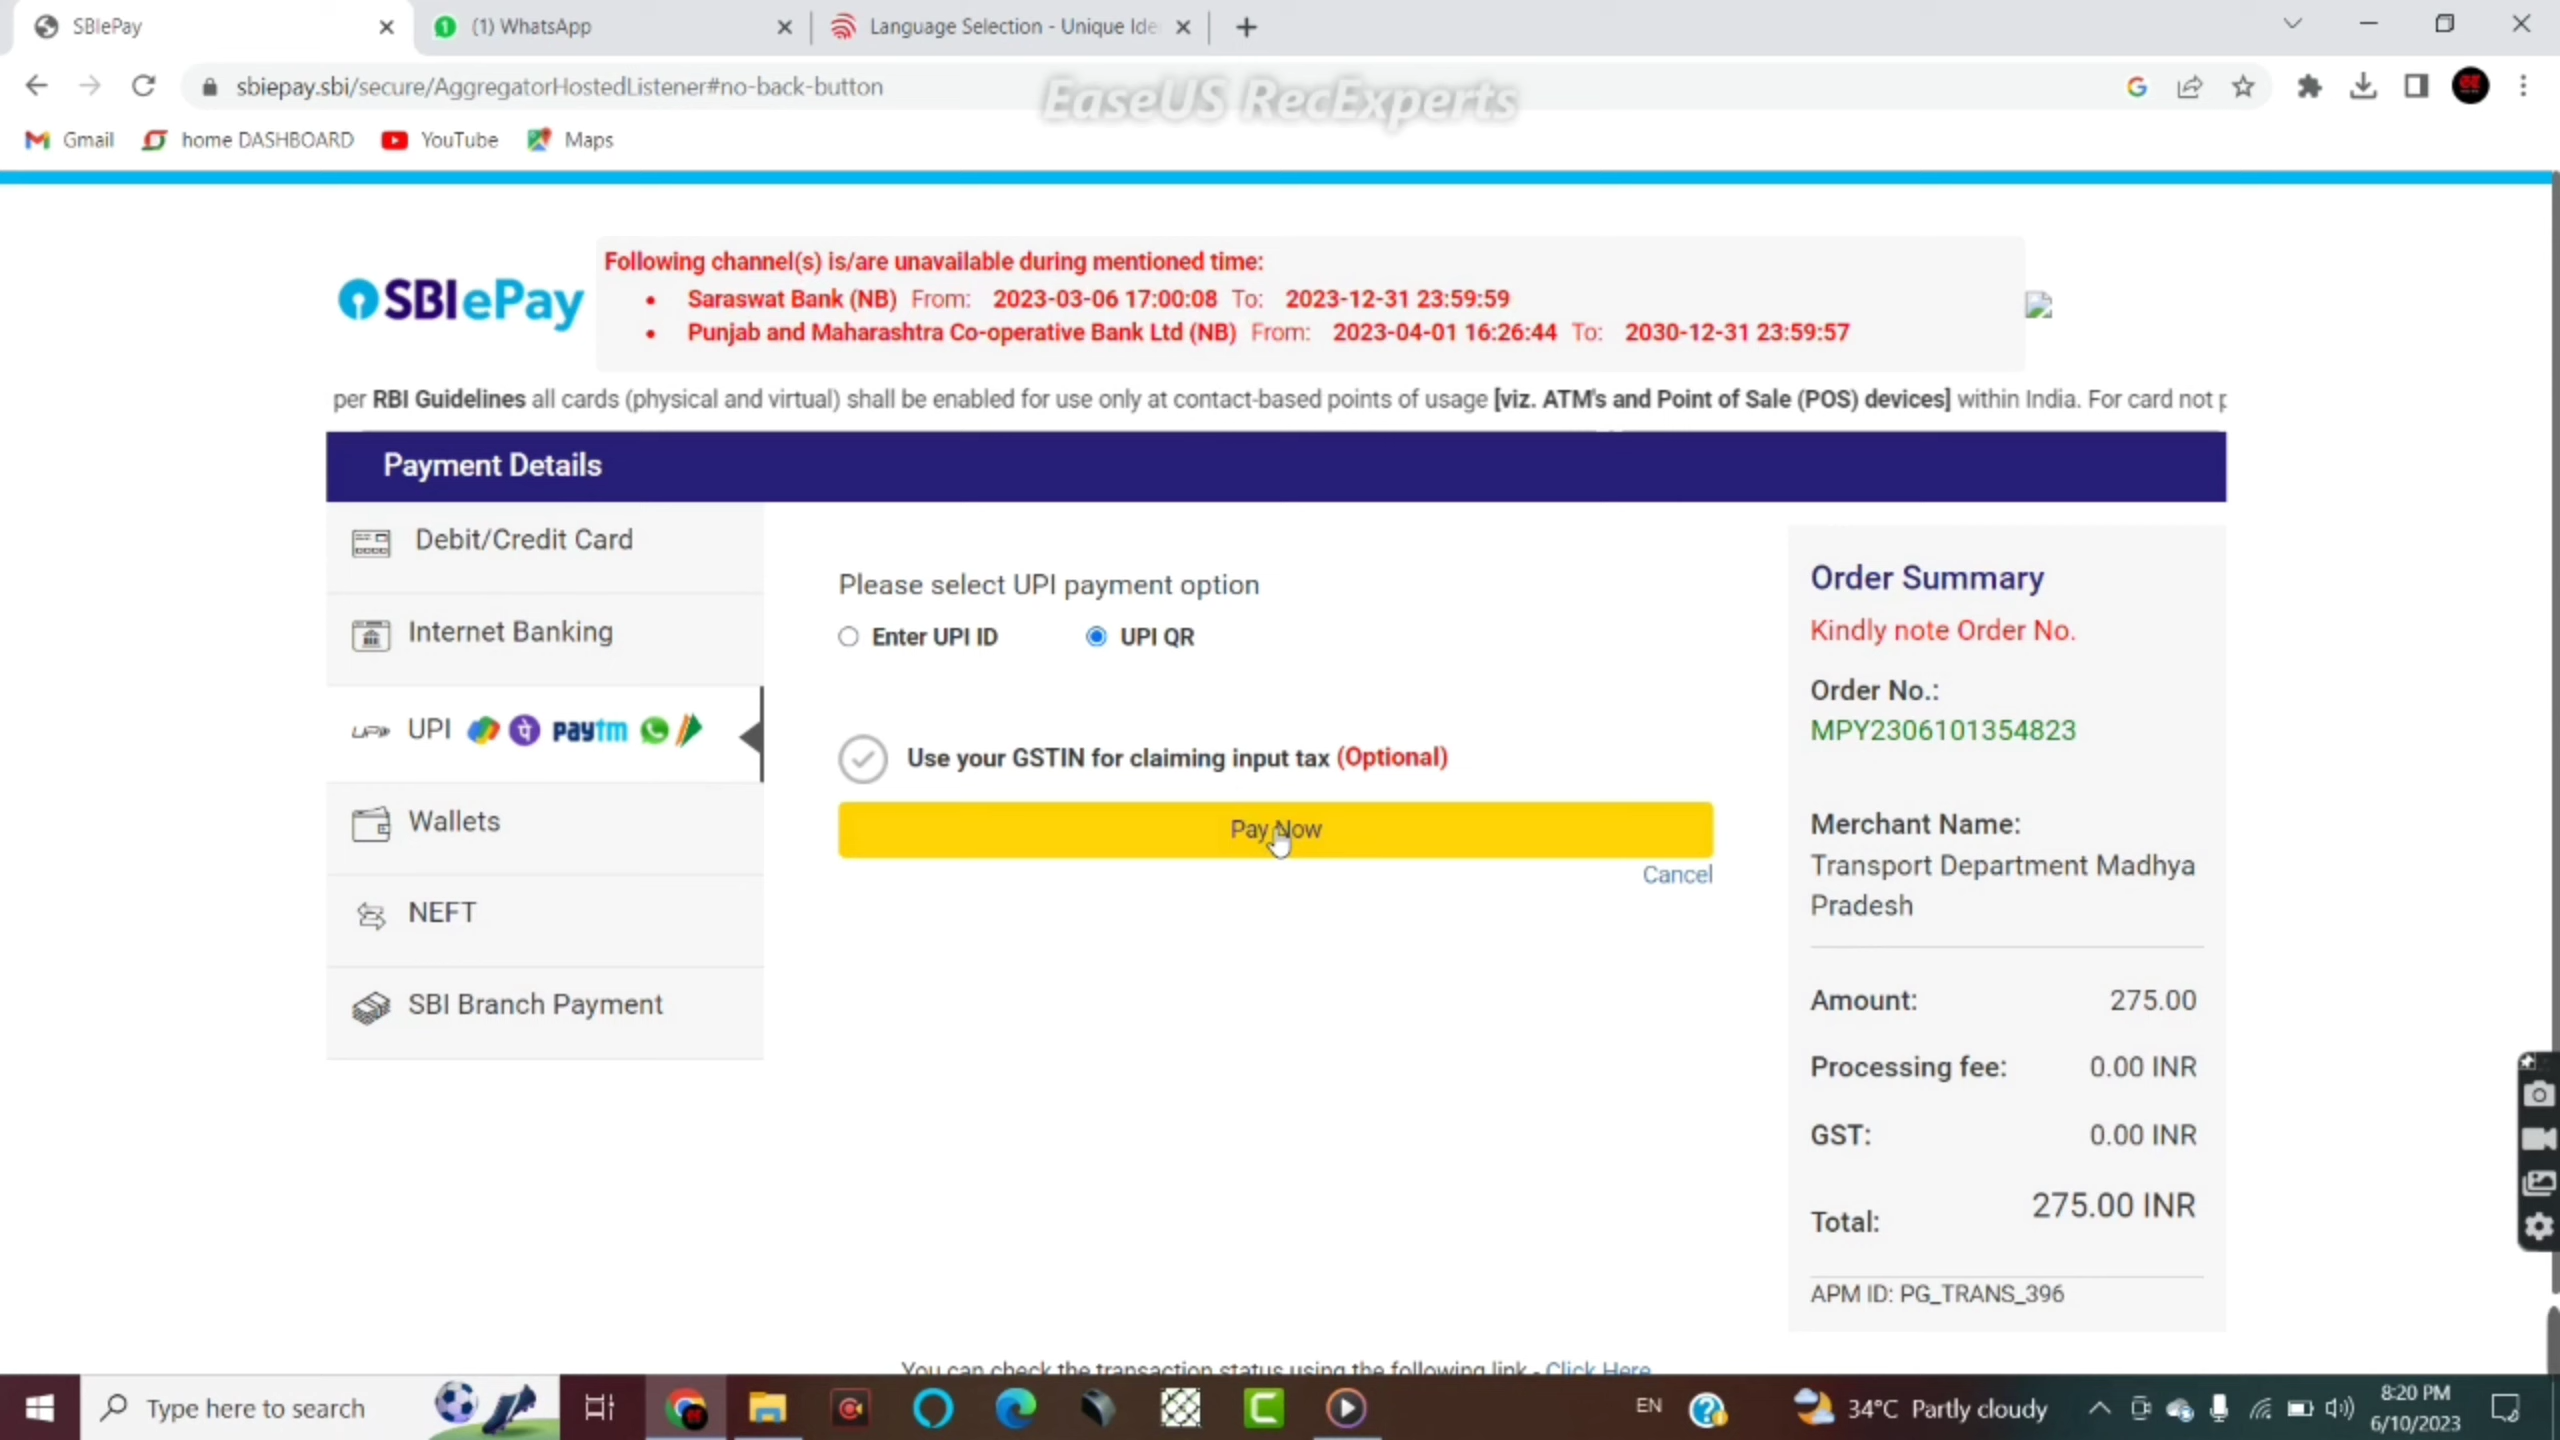 SBIePay
(1) WhatsApp
Language Selection - Unique Ide
sbiepay.sbi/secure/AggregatorHostedListener#no-back-button
EaseUS RecExperts
Gmail
home DASHBOARD
YouTube
Maps
SBI ePay
Following channel(s) is/are unavailable during mentioned time:
Saraswat Bank (NB) From: 2023-03-06 17:00:08 To: 2023-12-31 23:59:59
Punjab and Maharashtra Co-operative Bank Ltd (NB) From: 2023-04-01 16:26:44 To: 2030-12-31 23:59:57
per RBI Guidelines all cards (physical and virtual) shall be enabled for use only at contact-based points of usage [viz. ATM's and Point of Sale (POS) devices] within India. For card not p
Payment Details
Debit/Credit Card
Internet Banking
UPI UPI पे paytm
Wallets
NEFT
SBI Branch Payment
Please select UPI payment option
Enter UPI ID
UPI QR
Use your GSTIN for claiming input tax (Optional)
Pay Now
Cancel
Order Summary
Kindly note Order No.
Order No.:
MPY2306101354823
Merchant Name:
Transport Department Madhya
Pradesh
Amount: 275.00
Processing fee: 0.00 INR
GST: 0.00 INR
Total: 275.00 INR
APM ID: PG_TRANS_396
You can check the transaction status using the following link - Click Here
Type here to search
EN
34°C Partly cloudy
8:20 PM
6/10/2023